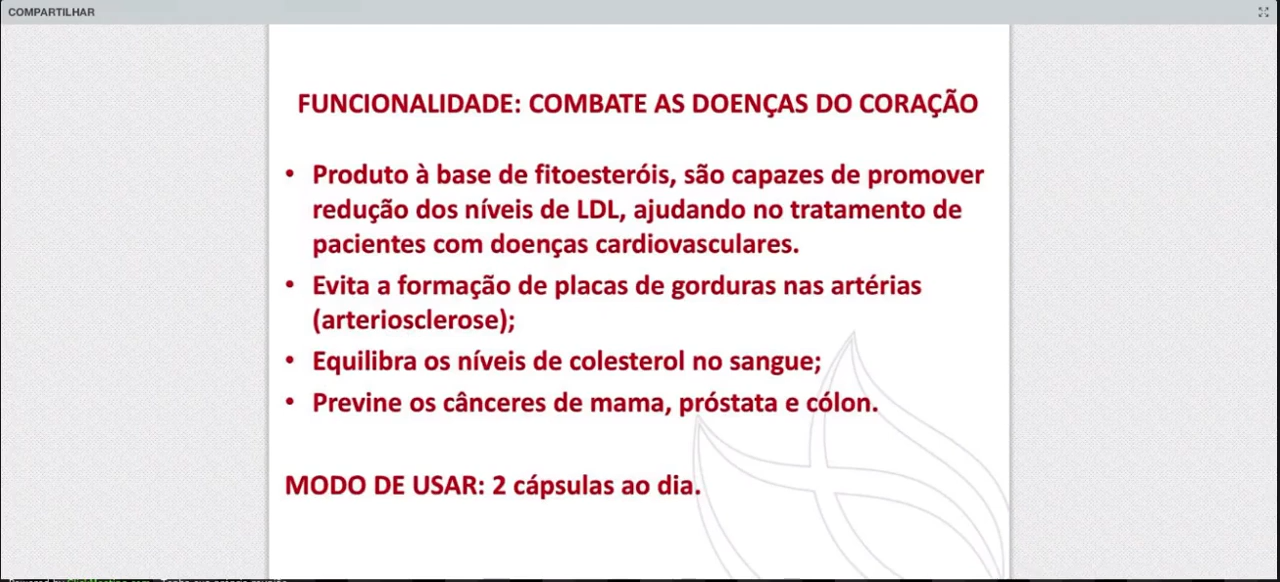 COMPARTILHAR
FUNCIONALIDADE: COMBATE AS DOENÇAS DO CORAÇÃO
• Produto à base de fitoesteróis, são capazes de promover
redução dos níveis de LDL, ajudando no tratamento de
pacientes com doenças cardiovasculares.
• Evita a formação de placas de gorduras nas artérias
(arteriosclerose);
• Equilibra os níveis de colesterol no sangue;
• Previne os cânceres de mama, próstata e cólon.
MODO DE USAR: 2 cápsulas ao dia.